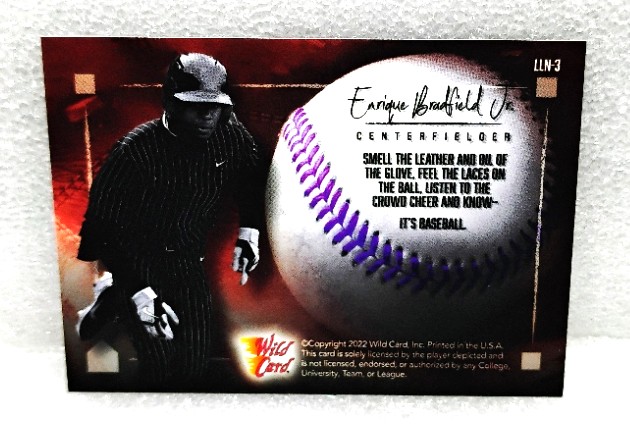 LLN-3
Enrique Bradfield Jr.
CENTERFIELDER
SMELL THE LEATHER AND OIL OF
THE GLOVE, FEEL THE LACES ON
THE BALL, LISTEN TO THE
CROWD CHEER AND KNOW-
IT'S BASEBALL.
Wild
Card
©Copyright 2022 Wild Card, Inc. Printed in the U.S.A.
This card is solely licensed by the player depicted and
is not licensed, endorsed, or authorized by any College,
University, Team, or League.